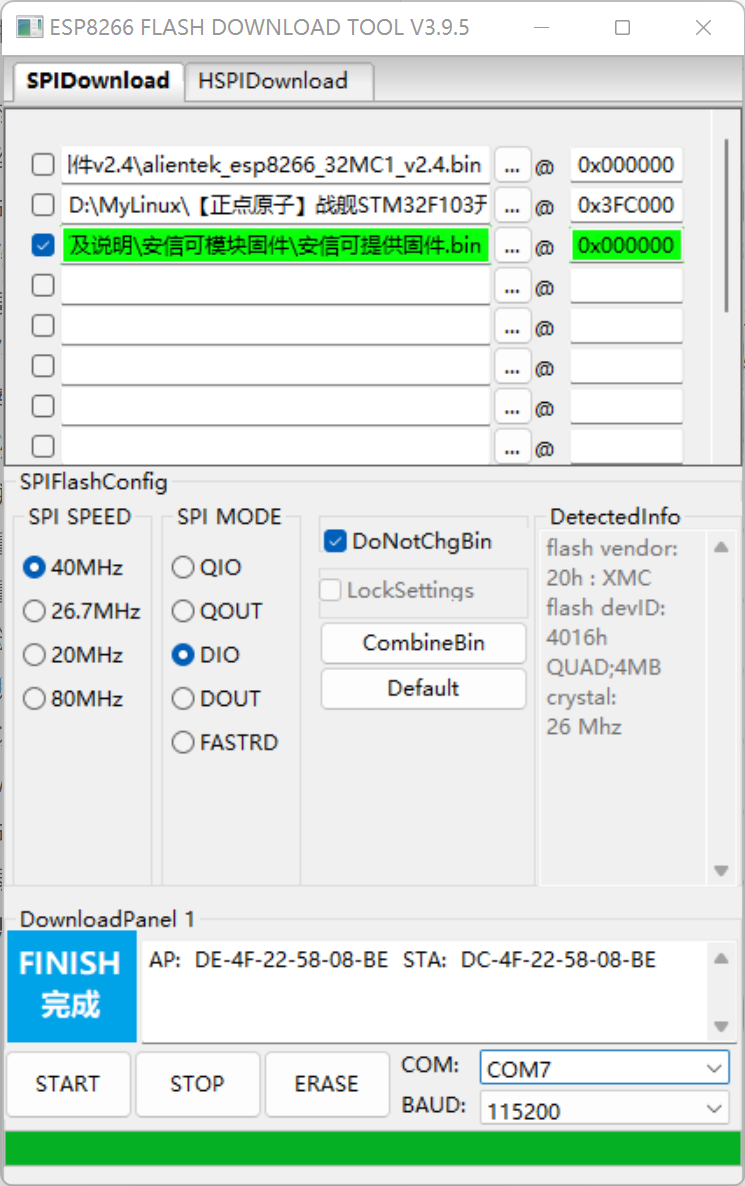 ESP8266 FLASH DOWNLOAD TOOL V3.9.5
SPIDownload HSPIDownload
件v2.4\alientek_esp8266_32MC1_v2.4.bin ... @ 0x000000
D:\MyLinux\【正点原子】战舰STM32F103开 ... @ 0x3FC000
及说明\安信可模块固件\安信可提供固件.bin ... @ 0x000000
... @
... @
... @
... @
... @
SPIFlashConfig
SPI SPEED
40MHz
26.7MHz
20MHz
80MHz
SPI MODE
QIO
QOUT
DIO
DOUT
FASTRD
DoNotChgBin
LockSettings
CombineBin
Default
DetectedInfo
flash vendor:
20h : XMC
flash devID:
4016h
QUAD;4MB
crystal:
26 Mhz
DownloadPanel 1
FINISH
完成
AP: DE-4F-22-58-08-BE STA: DC-4F-22-58-08-BE
START STOP ERASE
COM: COM7
BAUD: 115200